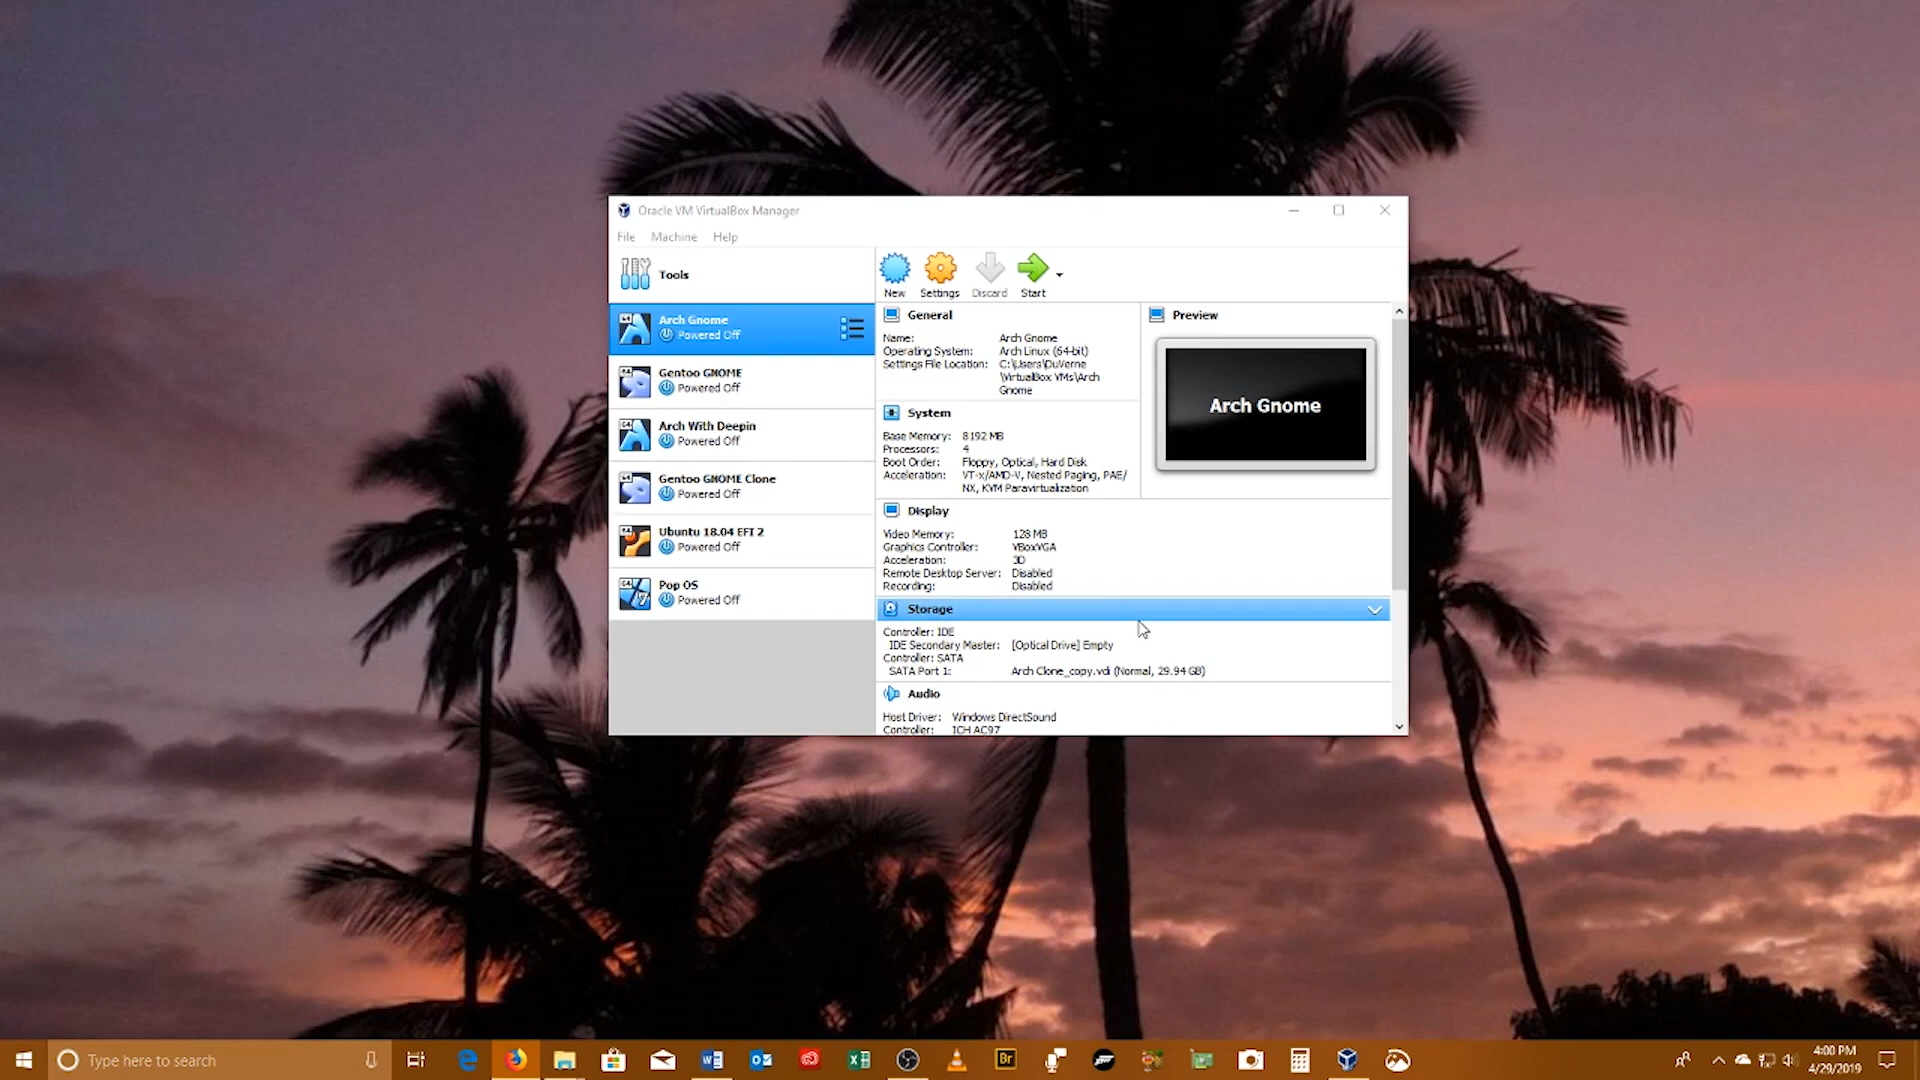 Oracle VM VirtualBox Manager
File Machine Help
Tools
New Settings Discard Start
Arch Gnome
Powered Off
Gentoo GNOME
Powered Off
Arch With Deepin
Powered Off
Gentoo GNOME Clone
Powered Off
Ubuntu 18.04 EFI 2
Powered Off
Pop OS
Powered Off
General
Name: Arch Gnome
Operating System: Arch Linux (64-bit)
Settings File Location: C:\Users\DuVerne
\VirtualBox VMs\Arch
Gnome
Preview
Arch Gnome
System
Base Memory: 8192 MB
Processors: 4
Boot Order: Floppy, Optical, Hard Disk
Acceleration: VT-x/AMD-V, Nested Paging, PAE/
NX, KVM Paravirtualization
Display
Video Memory: 128 MB
Graphics Controller: VBoxVGA
Acceleration: 3D
Remote Desktop Server: Disabled
Recording: Disabled
Storage
Controller: IDE
IDE Secondary Master: [Optical Drive] Empty
Controller: SATA
SATA Port 1: Arch Clone_copy.vdi (Normal, 29.94 GB)
Audio
Host Driver: Windows DirectSound
Controller: ICH AC97
Type here to search
Br
4:00 PM
4/29/2019